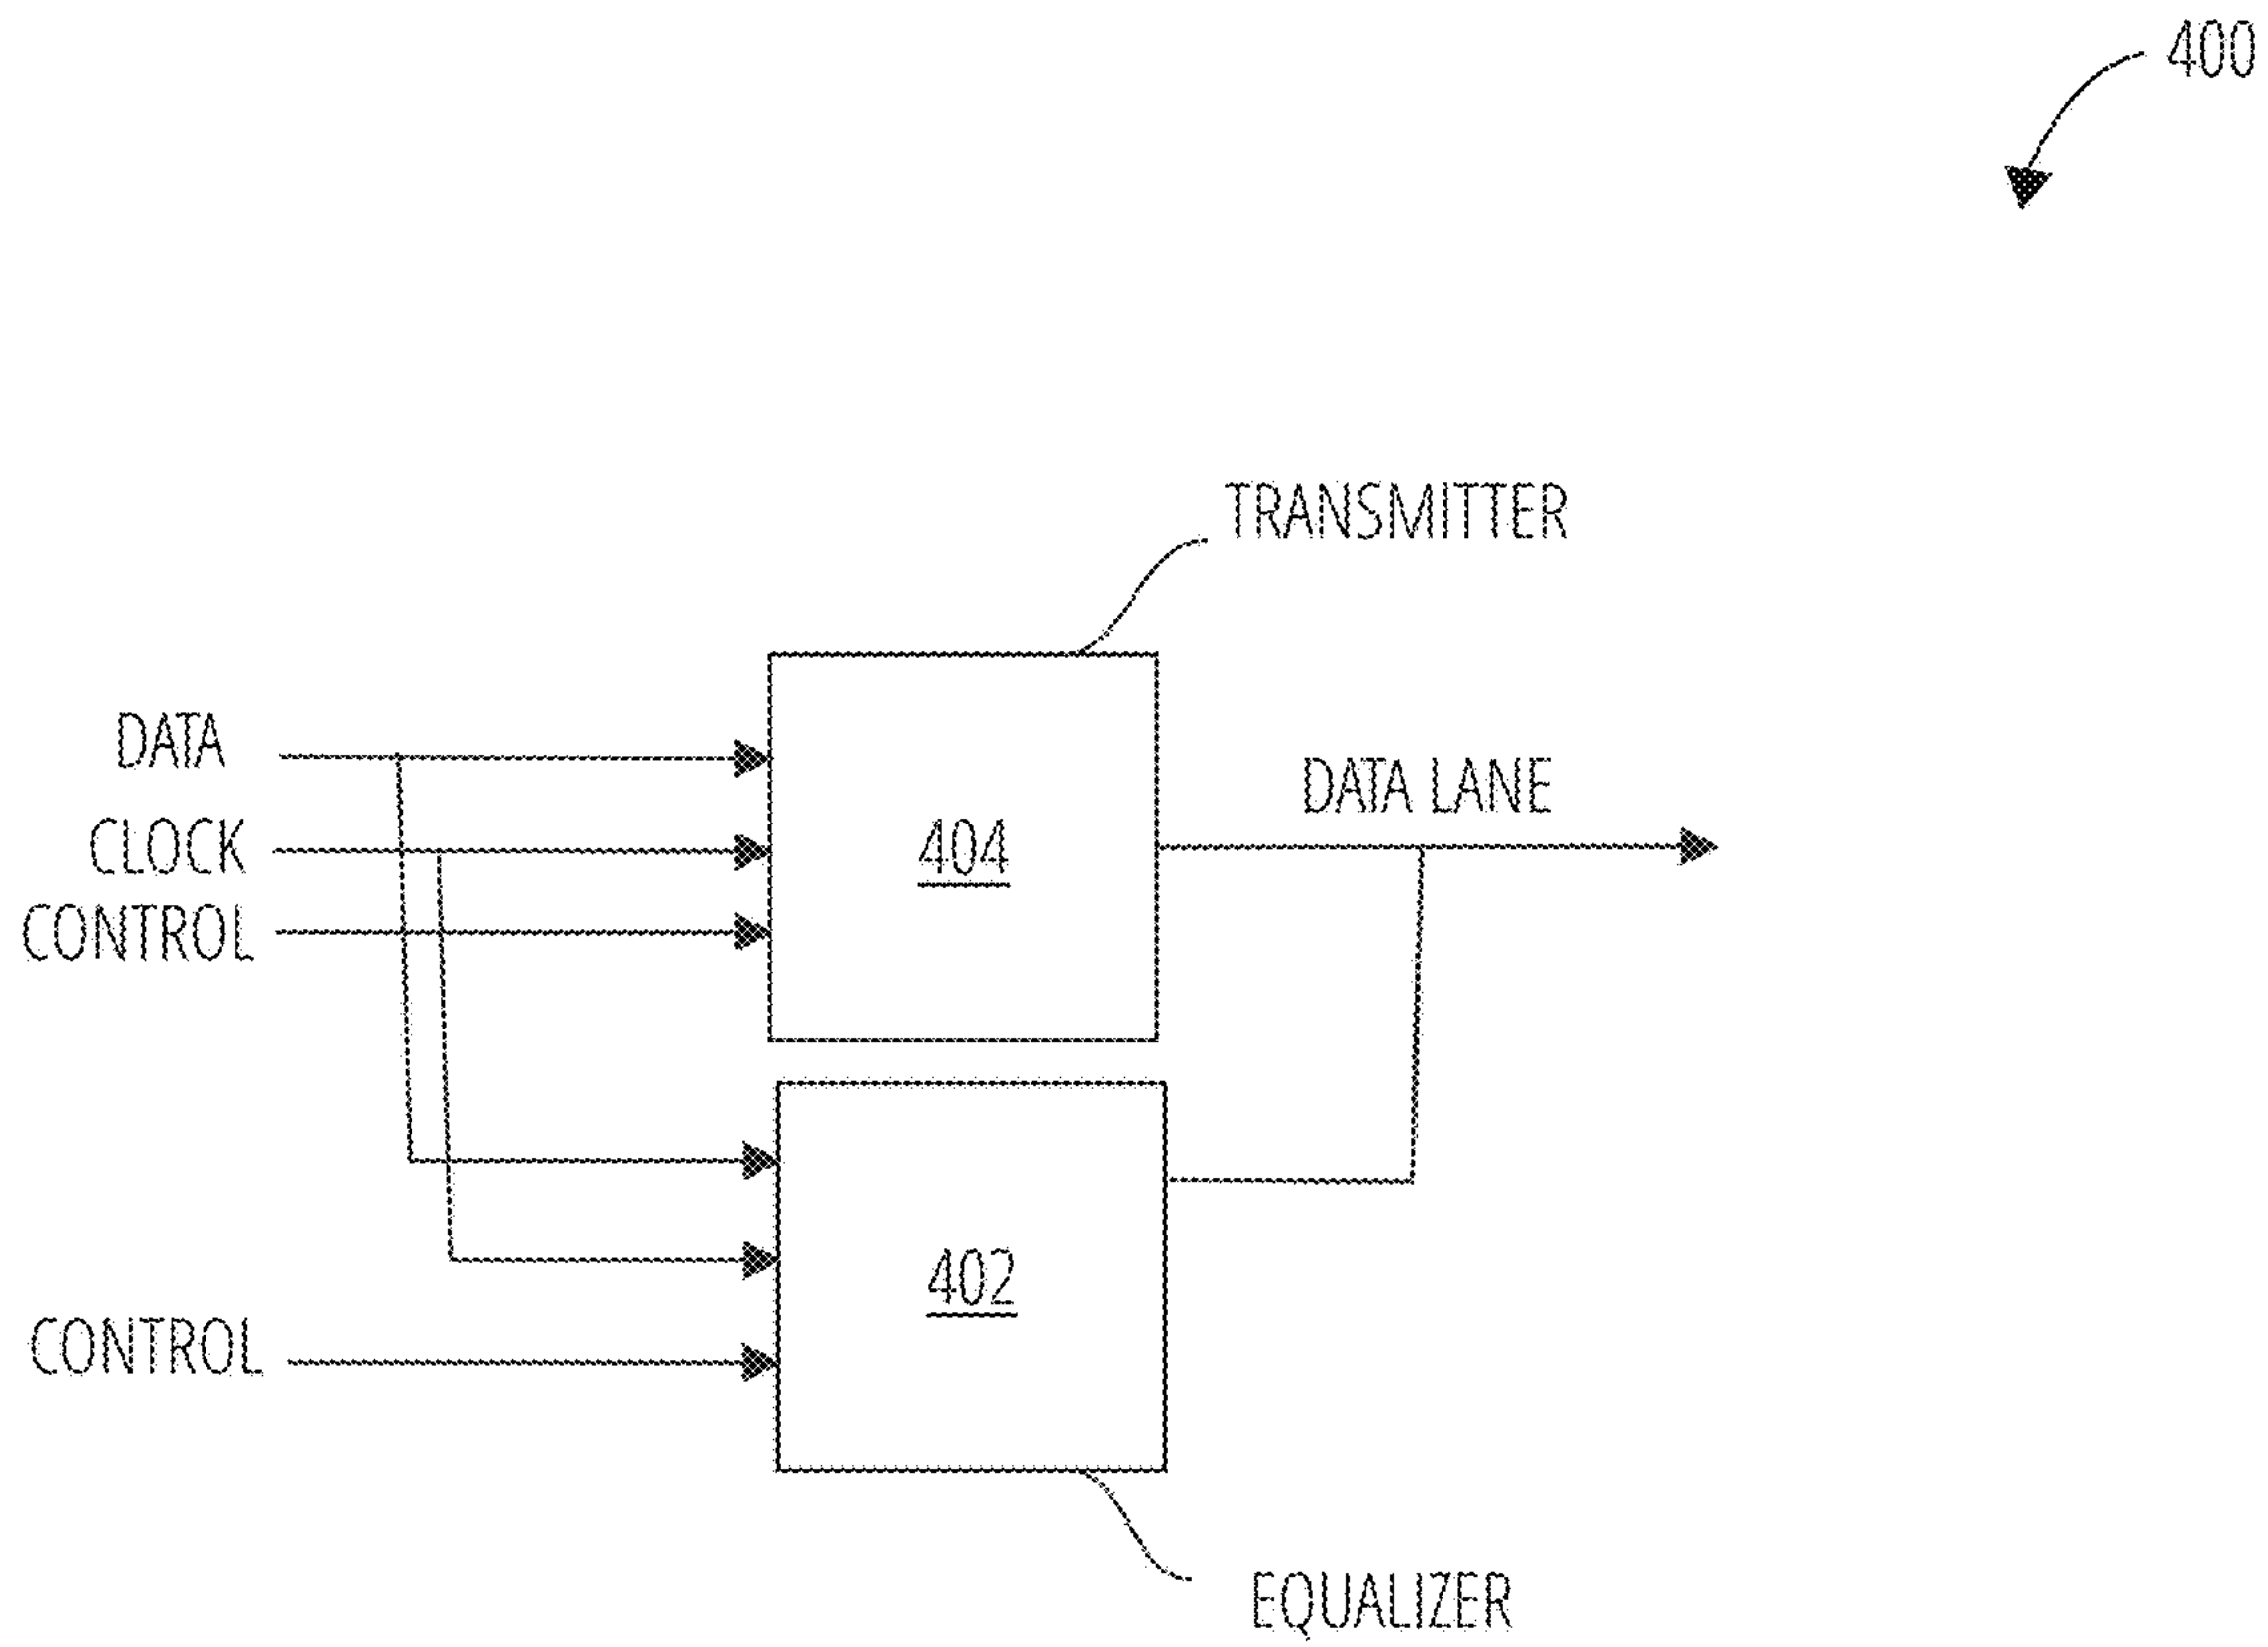 400
TRANSMITTER
DATA
DATA LANE
CLOCK
404
CONTROL
402
CONTROL
EQUALIZER